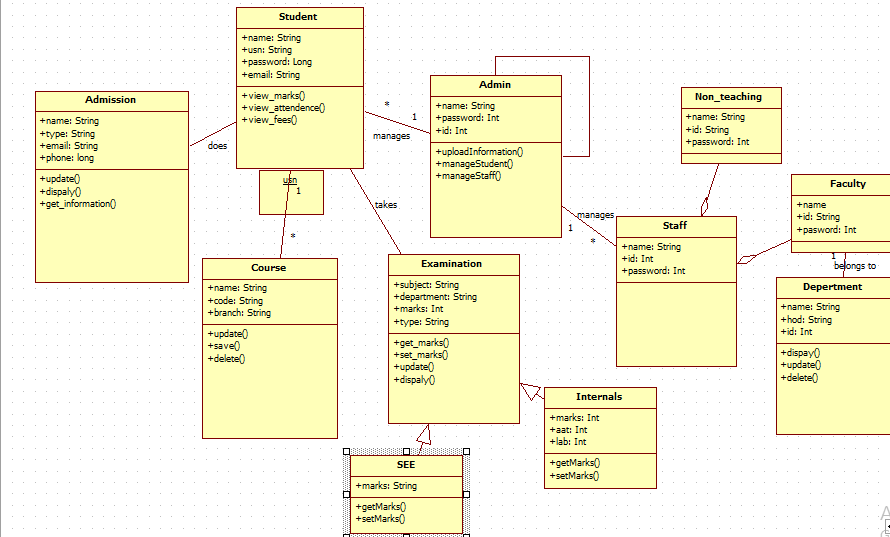 Student
+name: String
+usn: String
+password: Long
+email: String
+view_marks()
+view_attendence()
+view_fees()
Admission
+name: String
+type: String
+email: String
+phone: long
+update()
+dispaly()
+get_information()
does
*
1
manages
Admin
+name: String
+password: Int
+id: Int
+uploadInformation()
+manageStudent()
+manageStaff()
Non_teaching
+name: String
+id: String
+password: Int
usn
1
*
takes
manages
1
*
Staff
+name: String
+id: Int
+password: Int
Faculty
+name
+id: String
+pasword: Int
1
belongs to
Course
+name: String
+code: String
+branch: String
+update()
+save()
+delete()
Examination
+subject: String
+department: String
+marks: Int
+type: String
+get_marks()
+set_marks()
+update()
+dispaly()
Depertment
+name: String
+hod: String
+id: Int
+dispay()
+update()
+delete()
Internals
+marks: Int
+aat: Int
+lab: Int
+getMarks()
+setMarks()
SEE
+marks: String
+getMarks()
+setMarks()